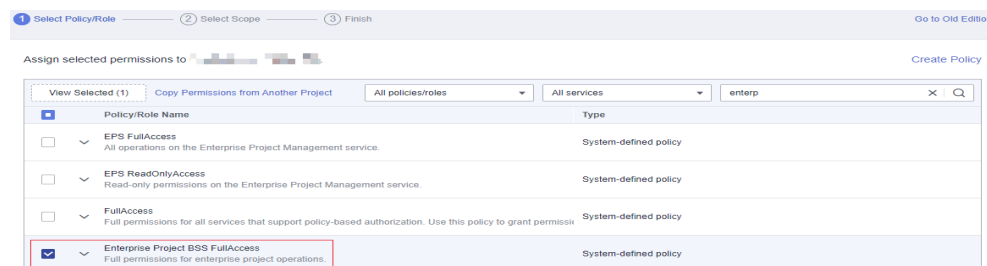 1 Select Policy/Role 2 Select Scope 3 Finish Go to Old Editio
Assign selected permissions to
Create Policy
View Selected (1) Copy Permissions from Another Project All policies/roles All services enterp
Policy/Role Name Type
EPS FullAccess
All operations on the Enterprise Project Management service.
System-defined policy
EPS ReadOnlyAccess
Read-only permissions on the Enterprise Project Management service.
System-defined policy
FullAccess
Full permissions for all services that support policy-based authorization. Use this policy to grant permissi
System-defined policy
Enterprise Project BSS FullAccess
Full permissions for enterprise project operations.
System-defined policy